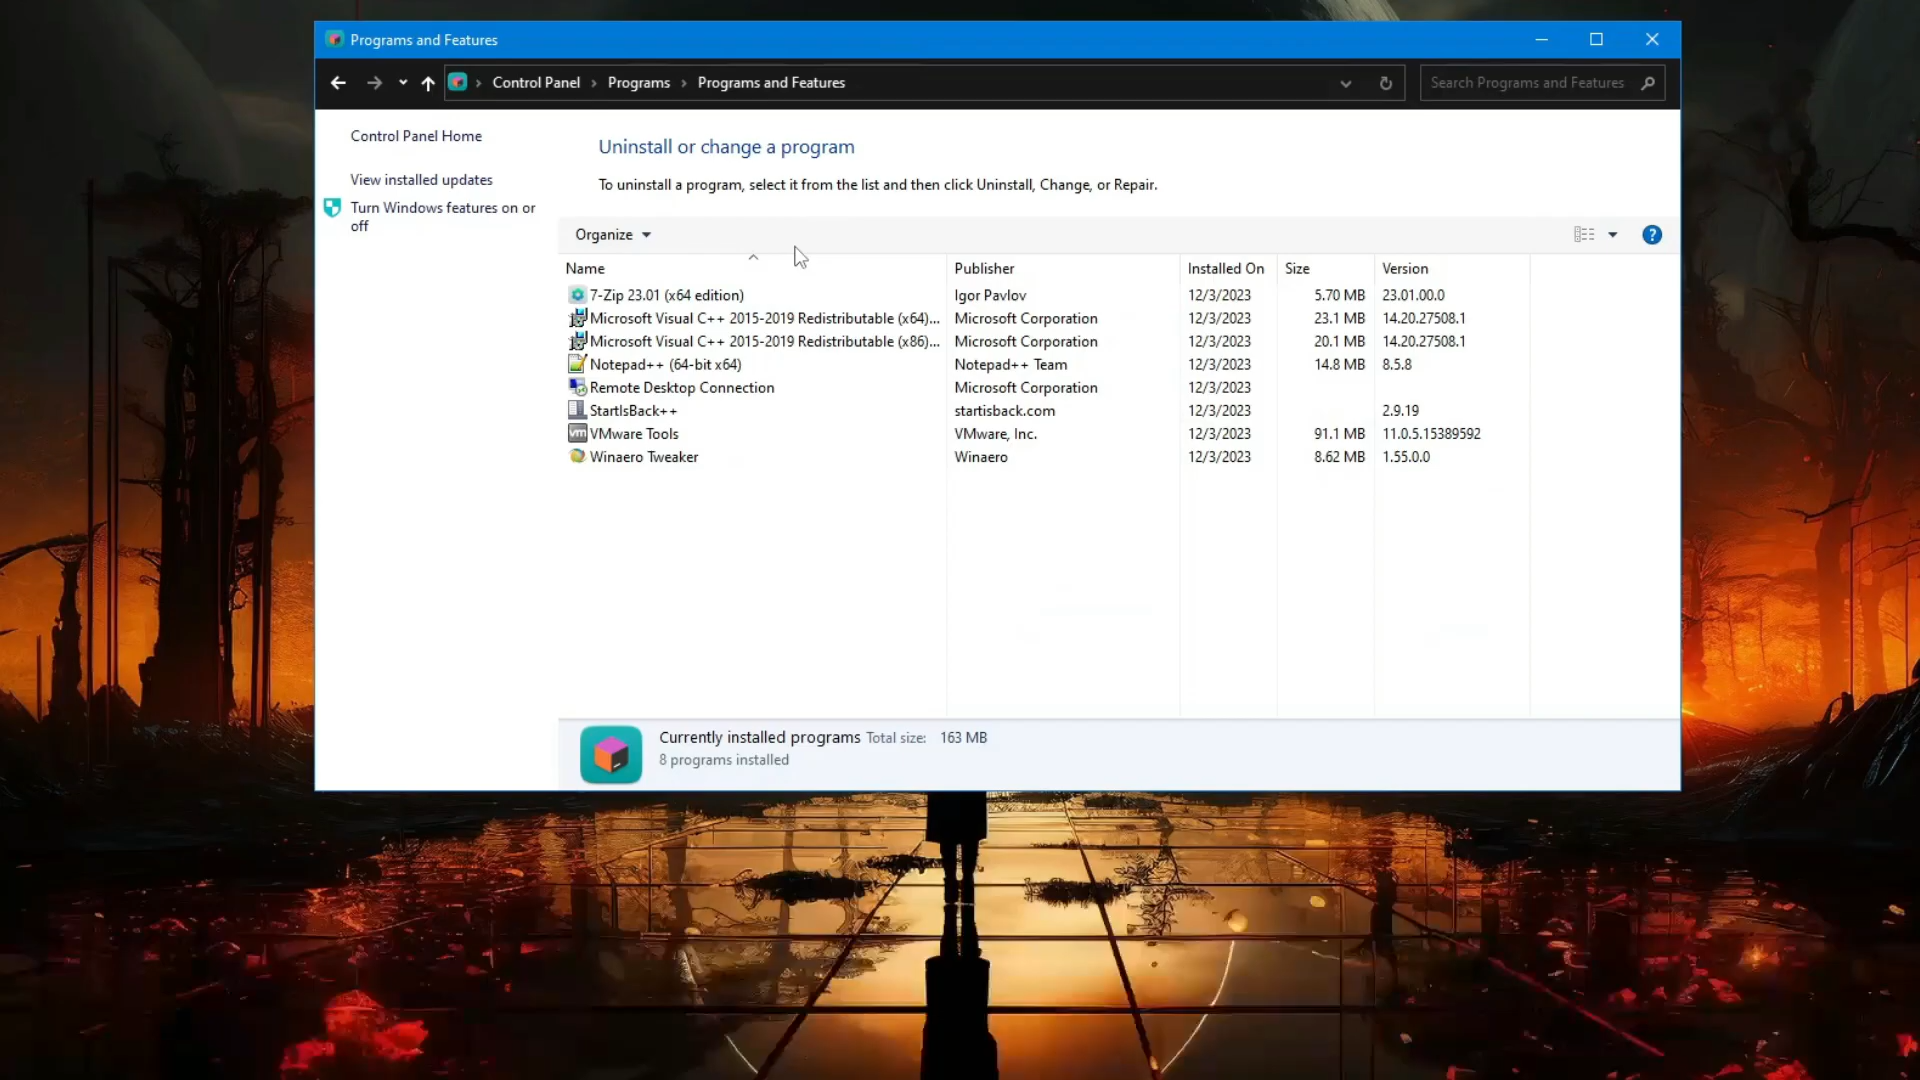 Programs and Features
Control Panel > Programs > Programs and Features
Search Programs and Features
Control Panel Home
View installed updates
Turn Windows features on or
off
Uninstall or change a program
To uninstall a program, select it from the list and then click Uninstall, Change, or Repair.
Organize
?
Name Publisher Installed On Size Version
7-Zip 23.01 (x64 edition) Igor Pavlov 12/3/2023 5.70 MB 23.01.00.0
Microsoft Visual C++ 2015-2019 Redistributable (x64)... Microsoft Corporation 12/3/2023 23.1 MB 14.20.27508.1
Microsoft Visual C++ 2015-2019 Redistributable (x86)... Microsoft Corporation 12/3/2023 20.1 MB 14.20.27508.1
Notepad++ (64-bit x64) Notepad++ Team 12/3/2023 14.8 MB 8.5.8
Remote Desktop Connection Microsoft Corporation 12/3/2023
StartIsBack++ startisback.com 12/3/2023 2.9.19
vm VMware Tools VMware, Inc. 12/3/2023 91.1 MB 11.0.5.15389592
Winaero Tweaker Winaero 12/3/2023 8.62 MB 1.55.0.0
Currently installed programs Total size: 163 MB
8 programs installed